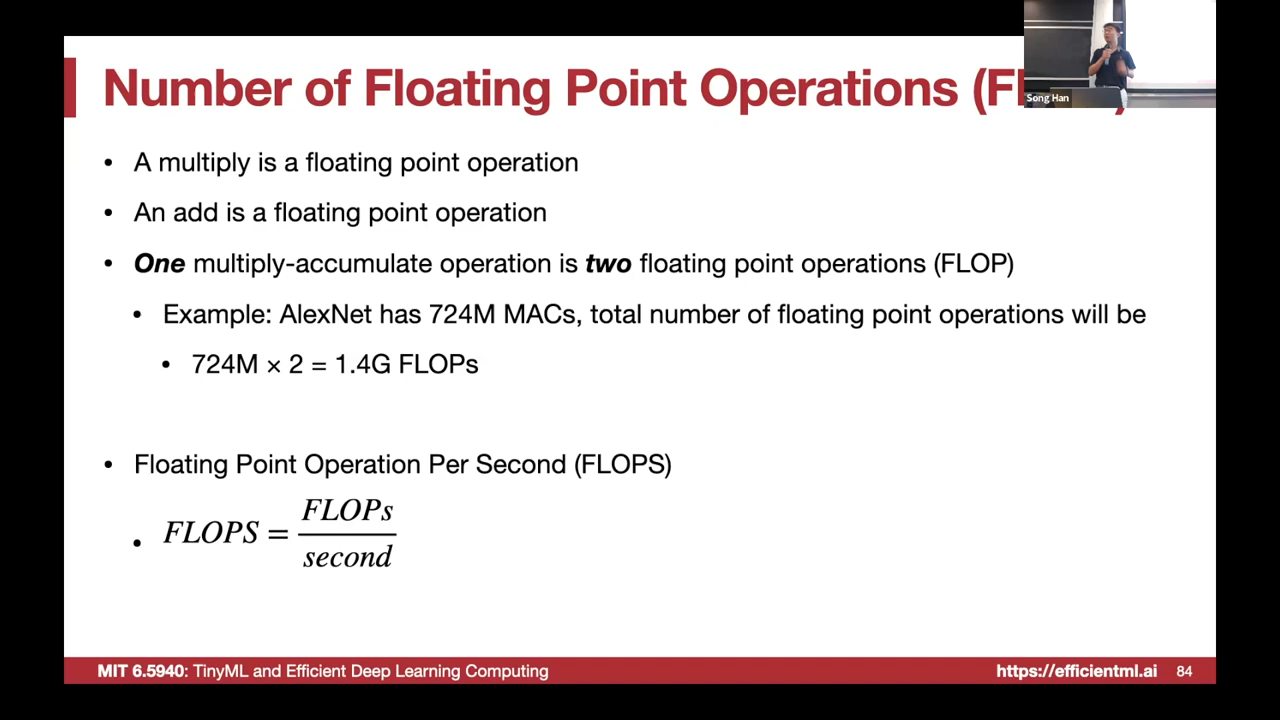 Number of Floating Point Operations
Song Han
• A multiply is a floating point operation
• An add is a floating point operation
• One multiply-accumulate operation is two floating point operations (FLOP)
• Example: AlexNet has 724M MACs, total number of floating point operations will be
• 724M × 2 = 1.4G FLOPs
• Floating Point Operation Per Second (FLOPS)
• FLOPS = FLOPs / second
MIT 6.5940: TinyML and Efficient Deep Learning Computing
https://efficientml.ai 84